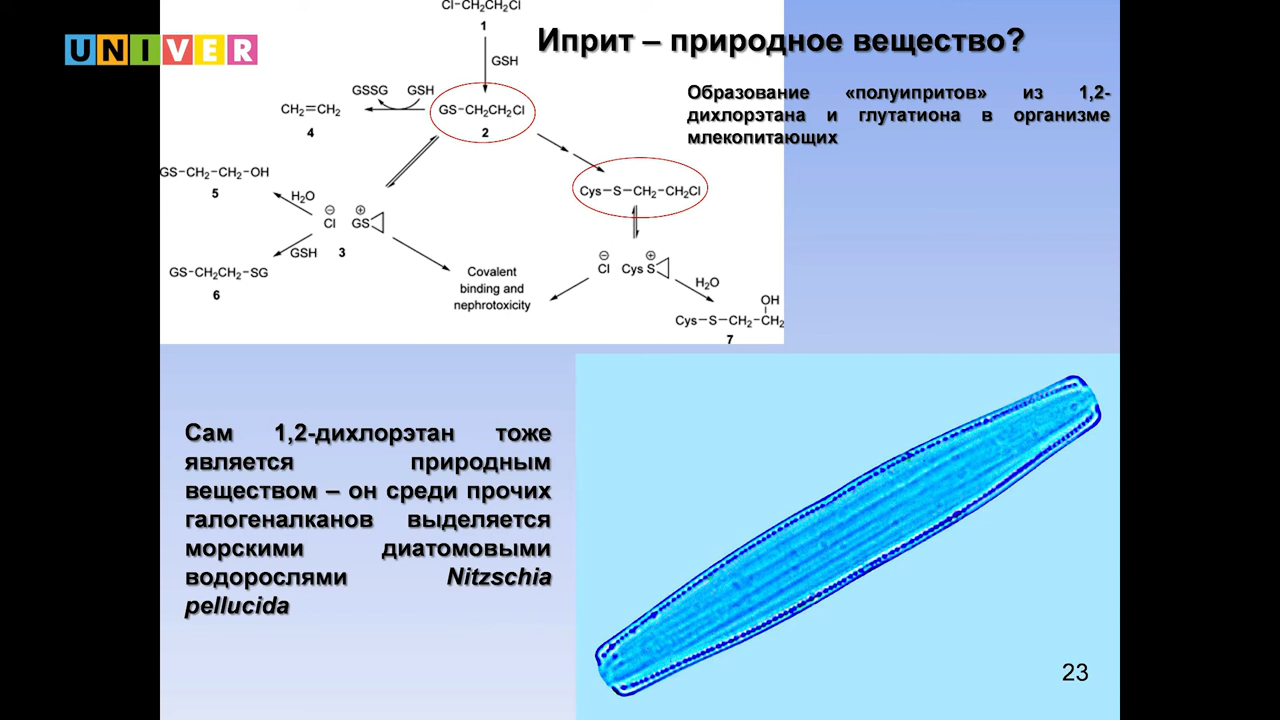 UNIVER
Иприт – природное вещество?
Образование «полуипритов» из 1,2-
дихлорэтана и глутатиона в организме
млекопитающих
Cl-CH₂CH₂Cl
1
GSH
GSSG GSH
CH₂=CH₂
4
GS-CH₂CH₂Cl
2
GS-CH₂-CH₂-OH
5
H₂O
Cys-S-CH₂-CH₂Cl
⊖ ⊕
Cl GS
3
GSH
GS-CH₂CH₂-SG
6
Covalent
binding and
nephrotoxicity
⊖ ⊕
Cl Cys S
H₂O
OH
Cys-S-CH₂-CH₂
7
Сам 1,2-дихлорэтан тоже
является природным
веществом – он среди прочих
галогеналканов выделяется
морскими диатомовыми
водорослями Nitzschia
pellucida
23